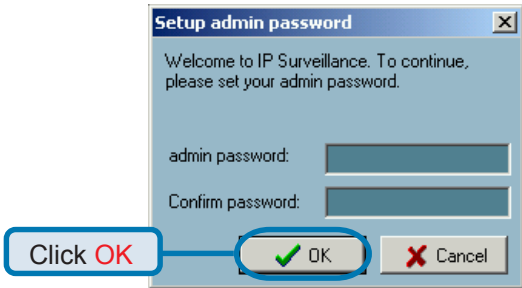 Setup admin password
Welcome to IP Surveillance. To continue,
please set your admin password.
admin password:
Confirm password:
Click OK
OK
Cancel